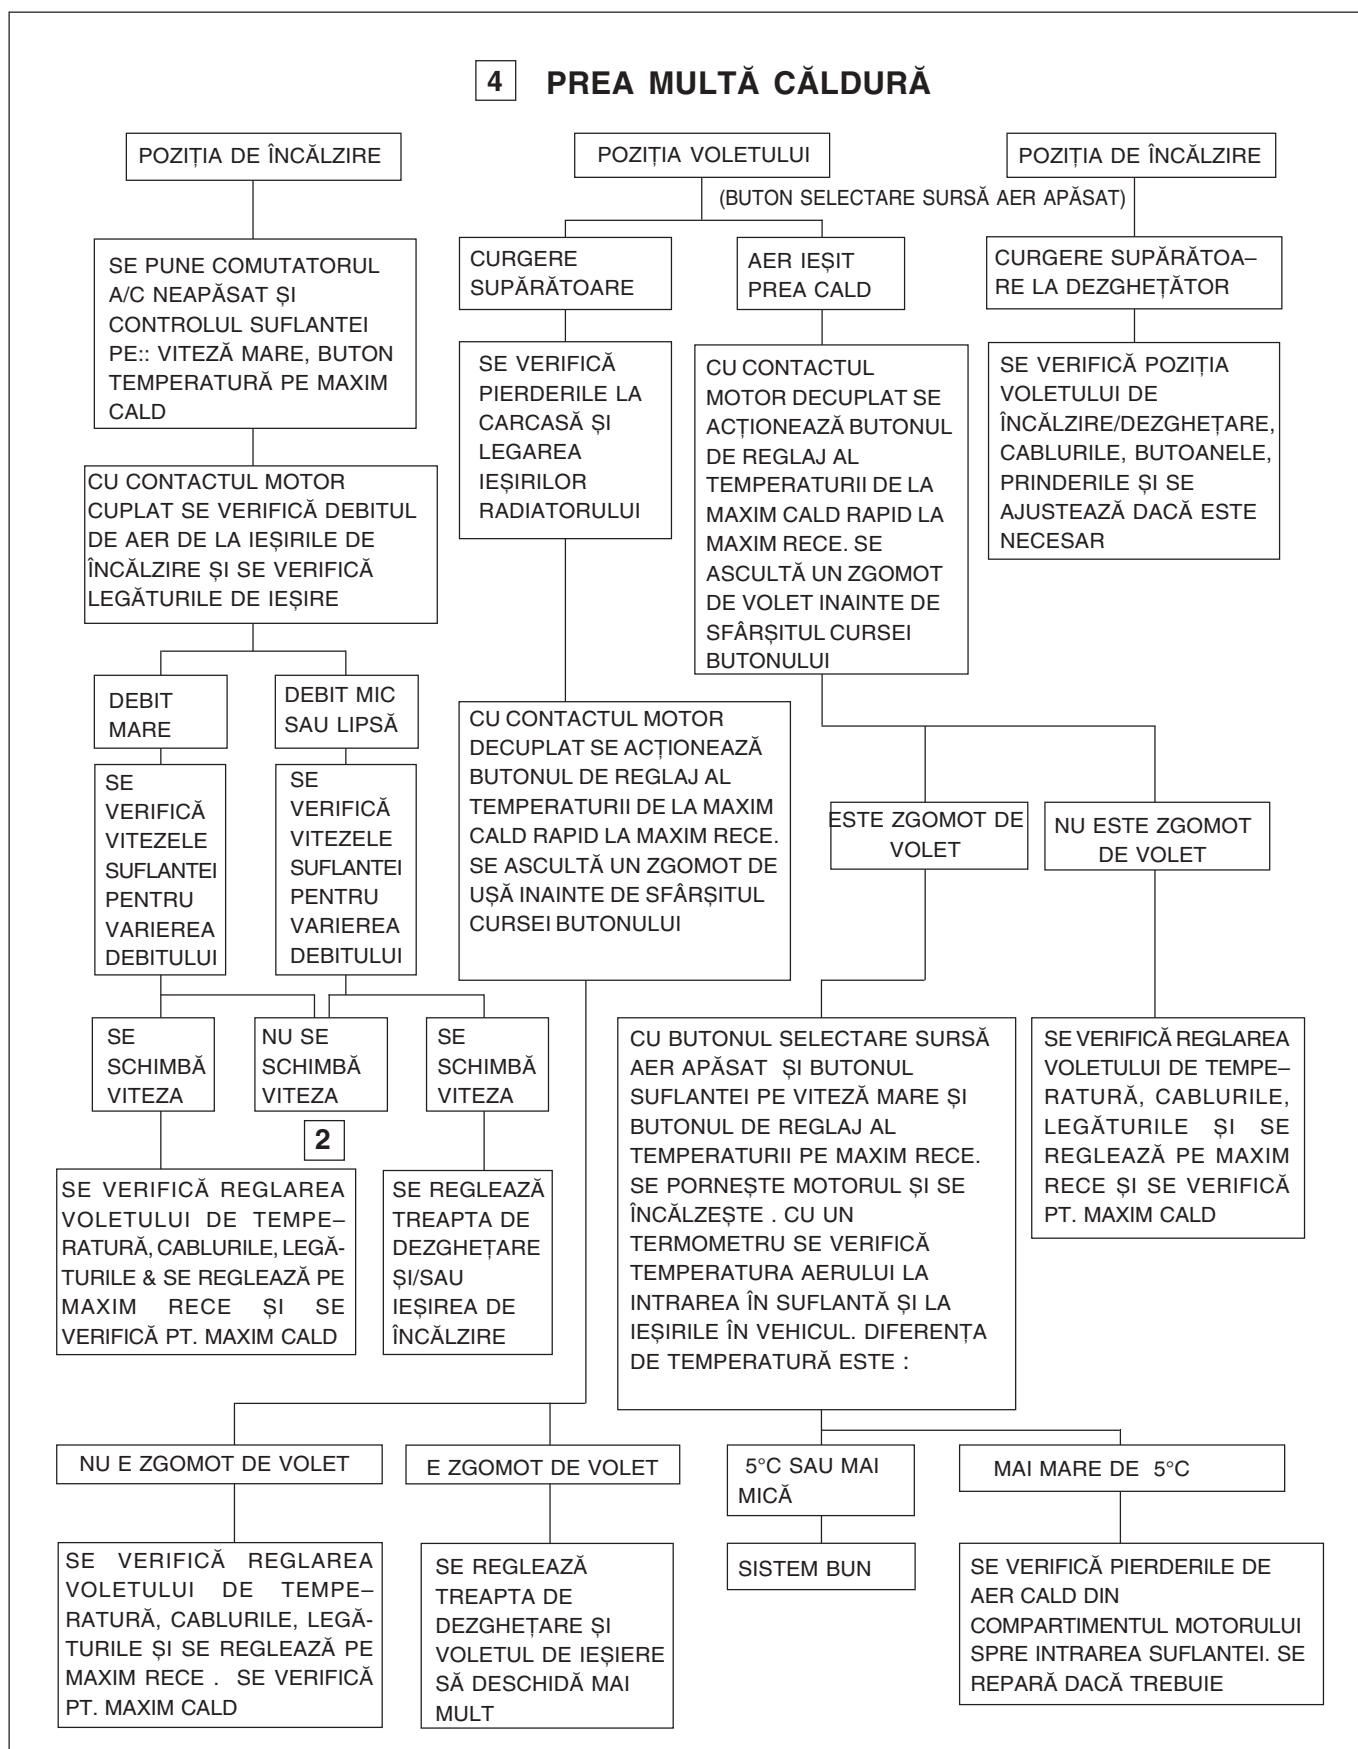 4 PREA MULTĂ CĂLDURĂ
POZIȚIA DE ÎNCĂLZIRE
POZIȚIA VOLETULUI
POZIȚIA DE ÎNCĂLZIRE
(BUTON SELECTARE SURSĂ AER APĂSAT)
SE PUNE COMUTATORUL
A/C NEAPĂSAT ȘI
CONTROLUL SUFLANTEI
PE:: VITEZĂ MARE, BUTON
TEMPERATURĂ PE MAXIM
CALD
CURGERE
SUPĂRĂTOARE
AER IEȘIT
PREA CALD
CURGERE SUPĂRĂTOA–
RE LA DEZGHEȚĂTOR
SE VERIFICĂ
PIERDERILE LA
CARCASĂ ȘI
LEGAREA
IEȘIRILOR
RADIATORULUI
CU CONTACTUL
MOTOR DECUPLAT SE
ACȚIONEAZĂ BUTONUL
DE REGLAJ AL
TEMPERATURII DE LA
MAXIM CALD RAPID LA
MAXIM RECE. SE
ASCULTĂ UN ZGOMOT
DE VOLET INAINTE DE
SFÂRȘITUL CURSEI
BUTONULUI
SE VERIFICĂ POZIȚIA
VOLETULUI DE
ÎNCĂLZIRE/DEZGHEȚARE,
CABLURILE, BUTOANELE,
PRINDERILE ȘI SE
AJUSTEAZĂ DACĂ ESTE
NECESAR
CU CONTACTUL MOTOR
CUPLAT SE VERIFICĂ DEBITUL
DE AER DE LA IEȘIRILE DE
ÎNCĂLZIRE ȘI SE VERIFICĂ
LEGĂTURILE DE IEȘIRE
DEBIT
MARE
DEBIT MIC
SAU LIPSĂ
CU CONTACTUL MOTOR
DECUPLAT SE ACȚIONEAZĂ
BUTONUL DE REGLAJ AL
TEMPERATURII DE LA MAXIM
CALD RAPID LA MAXIM RECE.
SE ASCULTĂ UN ZGOMOT DE
UȘĂ INAINTE DE SFÂRȘITUL
CURSEI BUTONULUI
SE
VERIFICĂ
VITEZELE
SUFLANTEI
PENTRU
VARIEREA
DEBITULUI
SE
VERIFICĂ
VITEZELE
SUFLANTEI
PENTRU
VARIEREA
DEBITULUI
ESTE ZGOMOT DE
VOLET
NU ESTE ZGOMOT
DE VOLET
SE
SCHIMBĂ
VITEZA
NU SE
SCHIMBĂ
VITEZA
SE
SCHIMBĂ
VITEZA
2
CU BUTONUL SELECTARE SURSĂ
AER APĂSAT ȘI BUTONUL
SUFLANTEI PE VITEZĂ MARE ȘI
BUTONUL DE REGLAJ AL
TEMPERATURII PE MAXIM RECE.
SE PORNEȘTE MOTORUL ȘI SE
ÎNCĂLZEȘTE . CU UN
TERMOMETRU SE VERIFICĂ
TEMPERATURA AERULUI LA
INTRAREA ÎN SUFLANTĂ ȘI LA
IEȘIRILE ÎN VEHICUL. DIFERENȚA
DE TEMPERATURĂ ESTE :
SE VERIFICĂ REGLAREA
VOLETULUI DE TEMPE–
RATURĂ, CABLURILE,
LEGĂTURILE ȘI SE
REGLEAZĂ PE MAXIM
RECE ȘI SE VERIFICĂ
PT. MAXIM CALD
SE VERIFICĂ REGLAREA
VOLETULUI DE TEMPE–
RATURĂ, CABLURILE, LEGĂ-
TURILE & SE REGLEAZĂ PE
MAXIM RECE ȘI SE
VERIFICĂ PT. MAXIM CALD
SE REGLEAZĂ
TREAPTA DE
DEZGHEȚARE
ȘI/SAU
IEȘIREA DE
ÎNCĂLZIRE
NU E ZGOMOT DE VOLET
E ZGOMOT DE VOLET
5°C SAU MAI
MICĂ
MAI MARE DE 5°C
SE VERIFICĂ REGLAREA
VOLETULUI DE TEMPE–
RATURĂ, CABLURILE, LEGĂ-
TURILE ȘI SE REGLEAZĂ PE
MAXIM RECE . SE VERIFICĂ
PT. MAXIM CALD
SE REGLEAZĂ
TREAPTA DE
DEZGHEȚARE ȘI
VOLETUL DE IEȘIERE
SĂ DESCHIDĂ MAI
MULT
SISTEM BUN
SE VERIFICĂ PIERDERILE DE
AER CALD DIN
COMPARTIMENTUL MOTORULUI
SPRE INTRAREA SUFLANTEI. SE
REPARĂ DACĂ TREBUIE